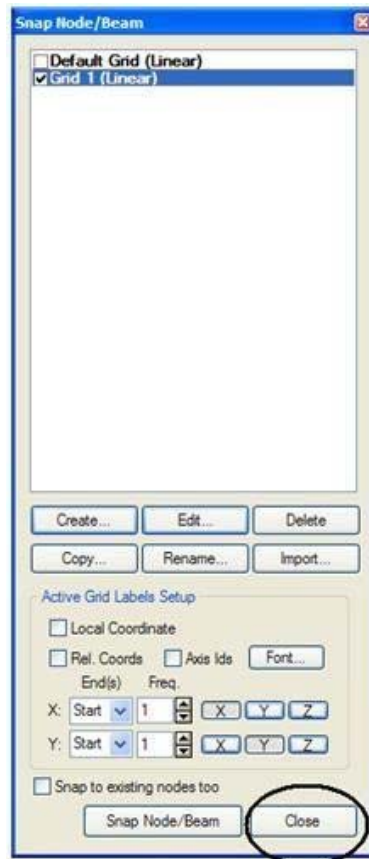 Snap Node/Beam
Default Grid (Linear)
Grid 1 (Linear)
Create... Edit... Delete
Copy... Rename... Import...
Active Grid Labels Setup
Local Coordinate
Rel. Coords Axis Ids Font...
End(s) Freq.
X: Start 1 X Y Z
Y: Start 1 X Y Z
Snap to existing nodes too
Snap Node/Beam Close